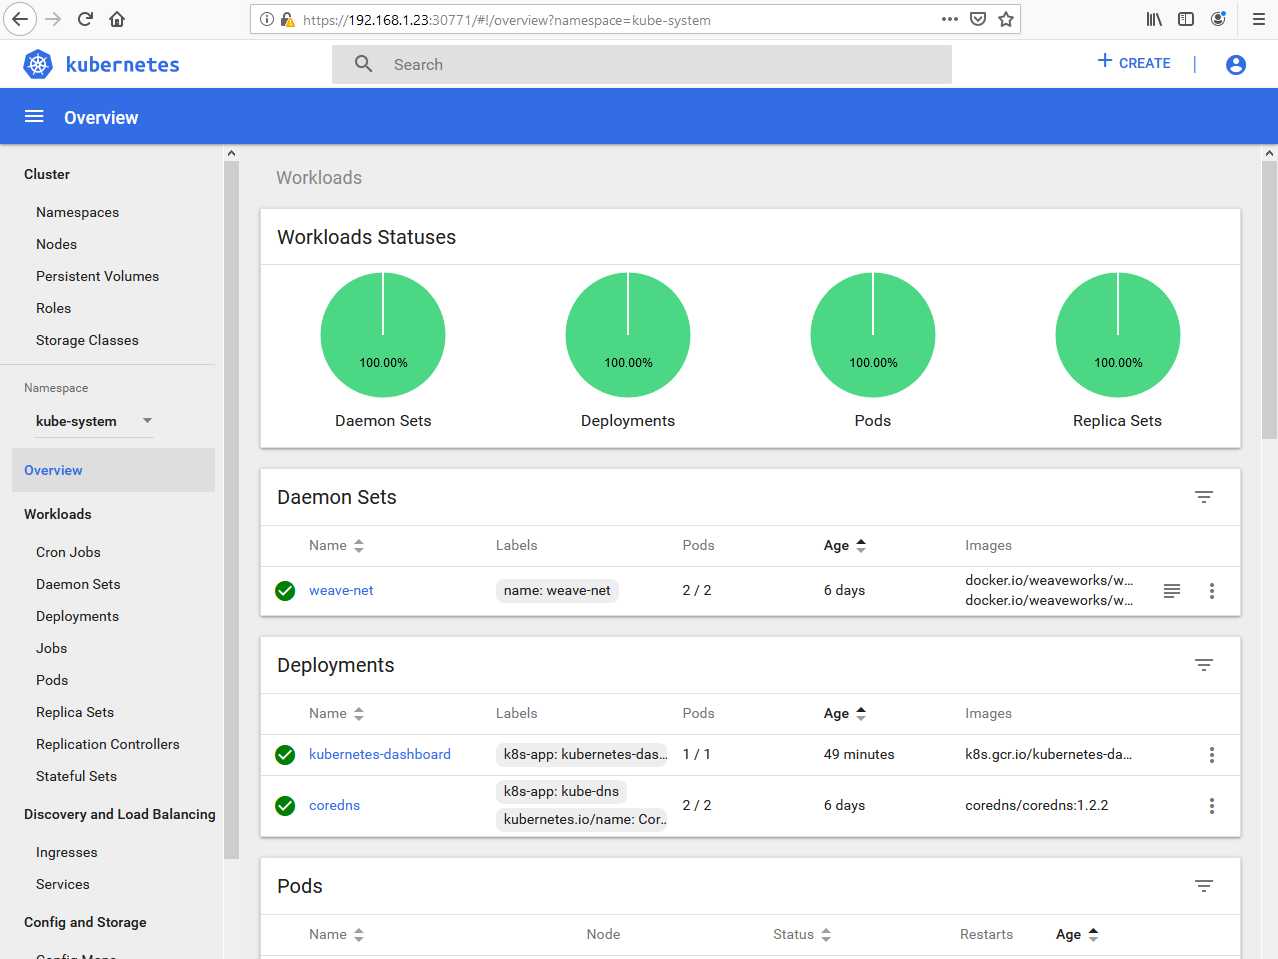 https://192.168.1.23:30771/#!/overview?namespace=kube-system
kubernetes
Search
CREATE
Overview
Cluster
Namespaces
Nodes
Persistent Volumes
Roles
Storage Classes
Namespace
kube-system
Overview
Workloads
Cron Jobs
Daemon Sets
Deployments
Jobs
Pods
Replica Sets
Replication Controllers
Stateful Sets
Discovery and Load Balancing
Ingresses
Services
Config and Storage
Config Maps
Workloads
Workloads Statuses
100.00% 100.00% 100.00% 100.00%
Daemon Sets Deployments Pods Replica Sets
Daemon Sets
Name Labels Pods Age Images
weave-net name: weave-net 2 / 2 6 days docker.io/weaveworks/w...
docker.io/weaveworks/w...
Deployments
Name Labels Pods Age Images
kubernetes-dashboard k8s-app: kubernetes-das... 1 / 1 49 minutes k8s.gcr.io/kubernetes-da...
k8s-app: kube-dns
coredns 2 / 2 6 days coredns/coredns:1.2.2
kubernetes.io/name: Cor...
Pods
Name Node Status Restarts Age